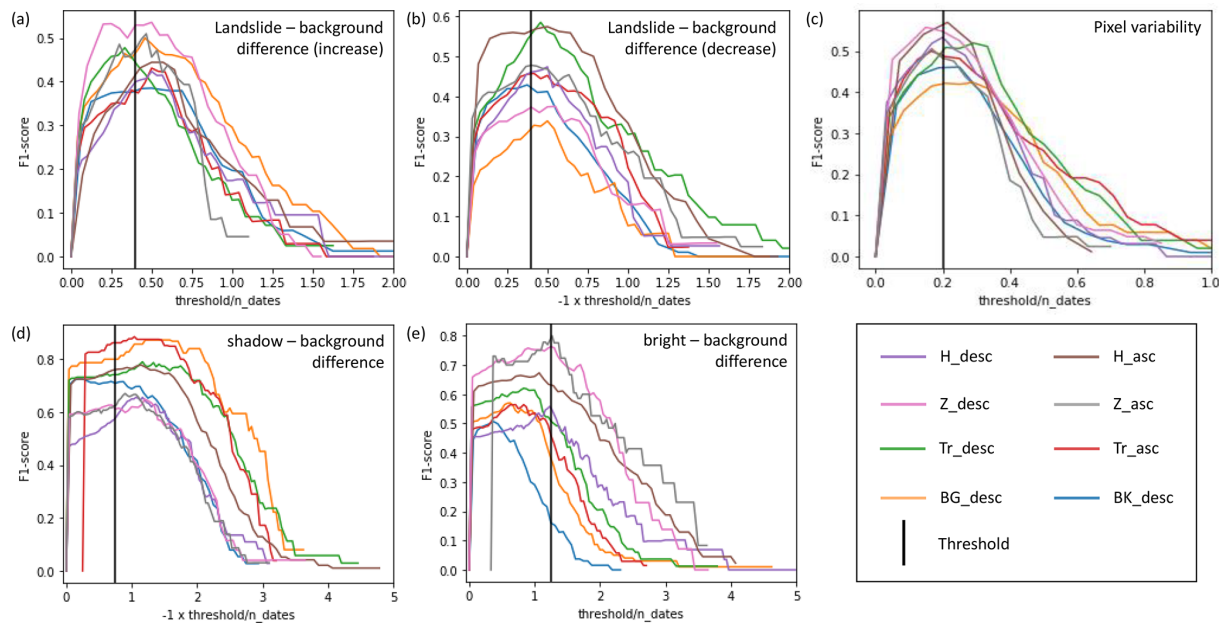 (a)
Landslide – background
difference (increase)
F1-score
0.5
0.4
0.3
0.2
0.1
0.0
0.00 0.25 0.50 0.75 1.00 1.25 1.50 1.75 2.00
threshold/n_dates
(b)
Landslide – background
difference (decrease)
F1-score
0.6
0.5
0.4
0.3
0.2
0.1
0.0
0.00 0.25 0.50 0.75 1.00 1.25 1.50 1.75 2.00
-1 x threshold/n_dates
(c)
Pixel variability
F1-score
0.5
0.4
0.3
0.2
0.1
0.0
0.0 0.2 0.4 0.6 0.8 1.0
threshold/n_dates
(d)
shadow – background
difference
F1-score
0.8
0.6
0.4
0.2
0.0
0 1 2 3 4 5
-1 x threshold/n_dates
(e)
bright – background
difference
F1-score
0.8
0.7
0.6
0.5
0.4
0.3
0.2
0.1
0.0
0 1 2 3 4 5
threshold/n_dates
H_desc H_asc
Z_desc Z_asc
Tr_desc Tr_asc
BG_desc BK_desc
Threshold